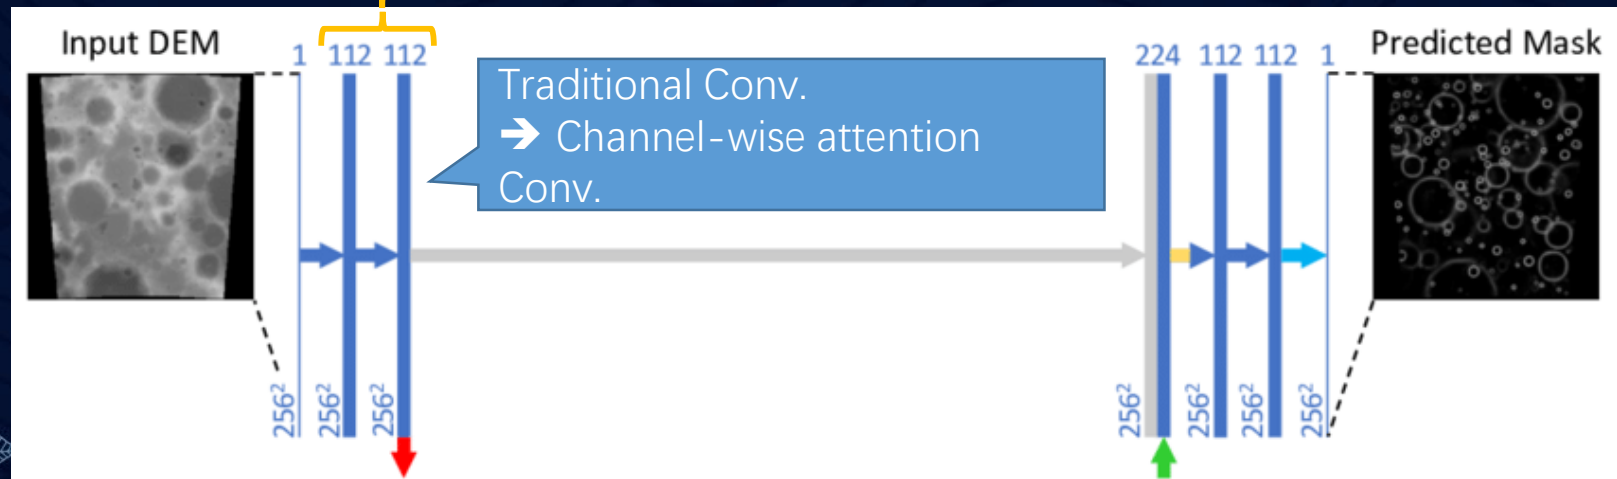 Input DEM
1 112 112
224 112 112 1
Predicted Mask
Traditional Conv.
➔ Channel-wise attention
Conv.
256²
256²
256²
256²
256²
256²
256²